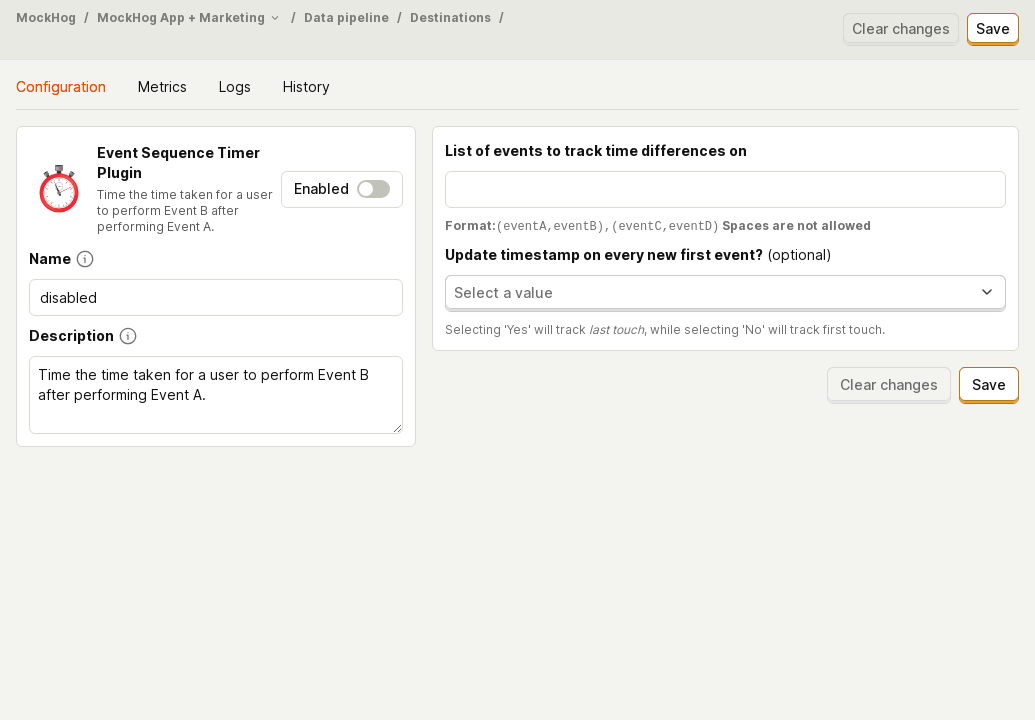 MockHog / MockHog App + Marketing / Data pipeline / Destinations /
Clear changes Save
Configuration Metrics Logs History
Event Sequence Timer
Plugin
Time the time taken for a user
to perform Event B after
performing Event A.
Enabled
Name
disabled
Description
Time the time taken for a user to perform Event B
after performing Event A.
List of events to track time differences on
Format:(eventA,eventB),(eventC,eventD) Spaces are not allowed
Update timestamp on every new first event? (optional)
Select a value
Selecting 'Yes' will track last touch, while selecting 'No' will track first touch.
Clear changes Save